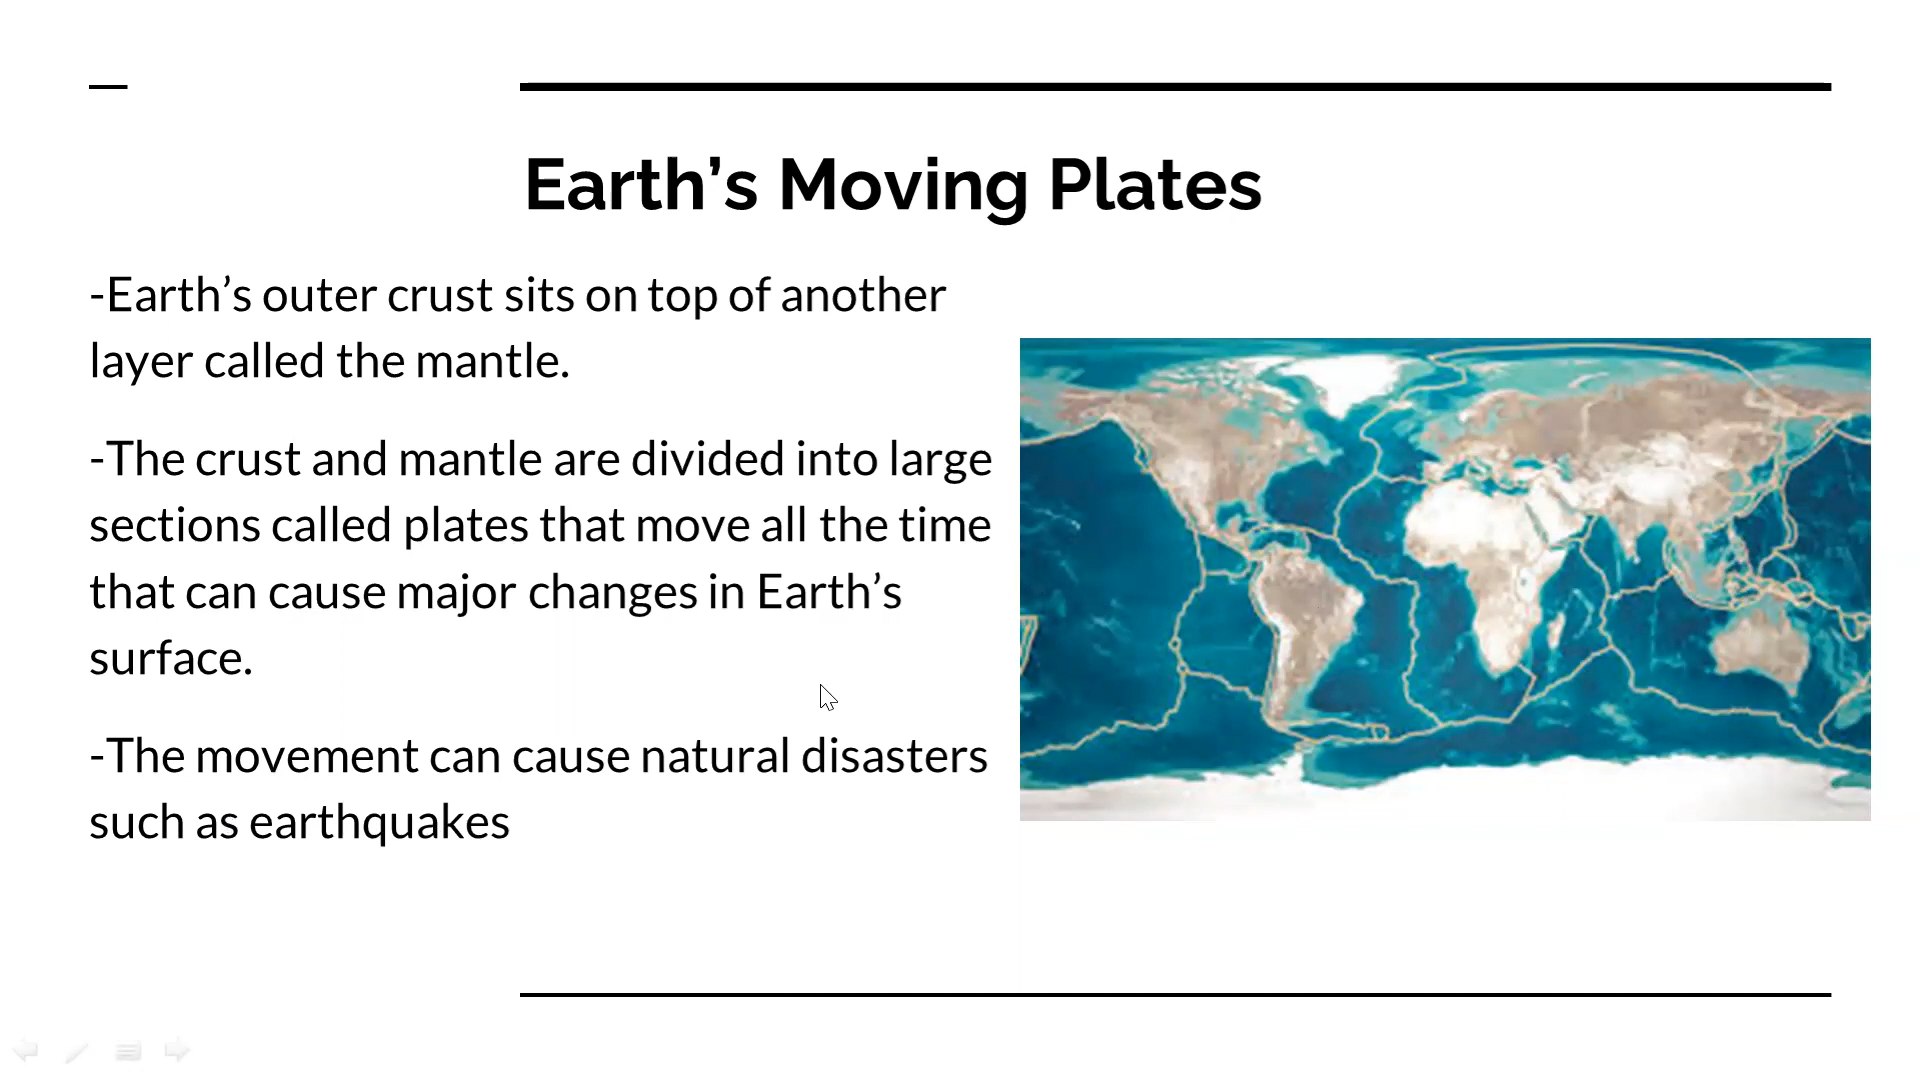 Earth’s Moving Plates
-Earth’s outer crust sits on top of another
layer called the mantle.
-The crust and mantle are divided into large
sections called plates that move all the time
that can cause major changes in Earth’s
surface.
-The movement can cause natural disasters
such as earthquakes